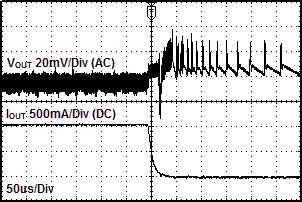 VOUT 20mV/Div (AC)
IOUT 500mA/Div (DC)
50us/Div